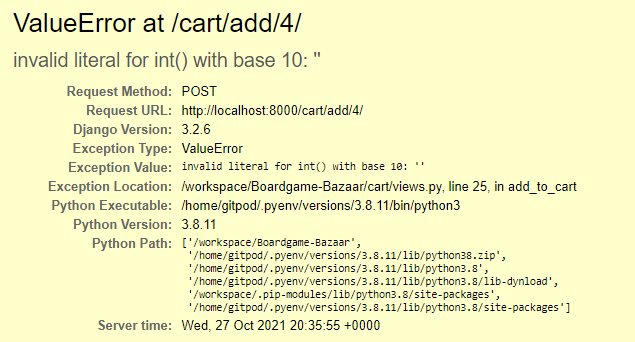 ValueError at /cart/add/4/
invalid literal for int() with base 10: ''
Request Method: POST
Request URL: http://localhost:8000/cart/add/4/
Django Version: 3.2.6
Exception Type: ValueError
Exception Value: invalid literal for int() with base 10: ''
Exception Location: /workspace/Boardgame-Bazaar/cart/views.py, line 25, in add_to_cart
Python Executable: /home/gitpod/.pyenv/versions/3.8.11/bin/python3
Python Version: 3.8.11
Python Path: ['/workspace/Boardgame-Bazaar',
'/home/gitpod/.pyenv/versions/3.8.11/lib/python38.zip',
'/home/gitpod/.pyenv/versions/3.8.11/lib/python3.8',
'/home/gitpod/.pyenv/versions/3.8.11/lib/python3.8/lib-dynload',
'/workspace/.pip-modules/lib/python3.8/site-packages',
'/home/gitpod/.pyenv/versions/3.8.11/lib/python3.8/site-packages']
Server time: Wed, 27 Oct 2021 20:35:55 +0000